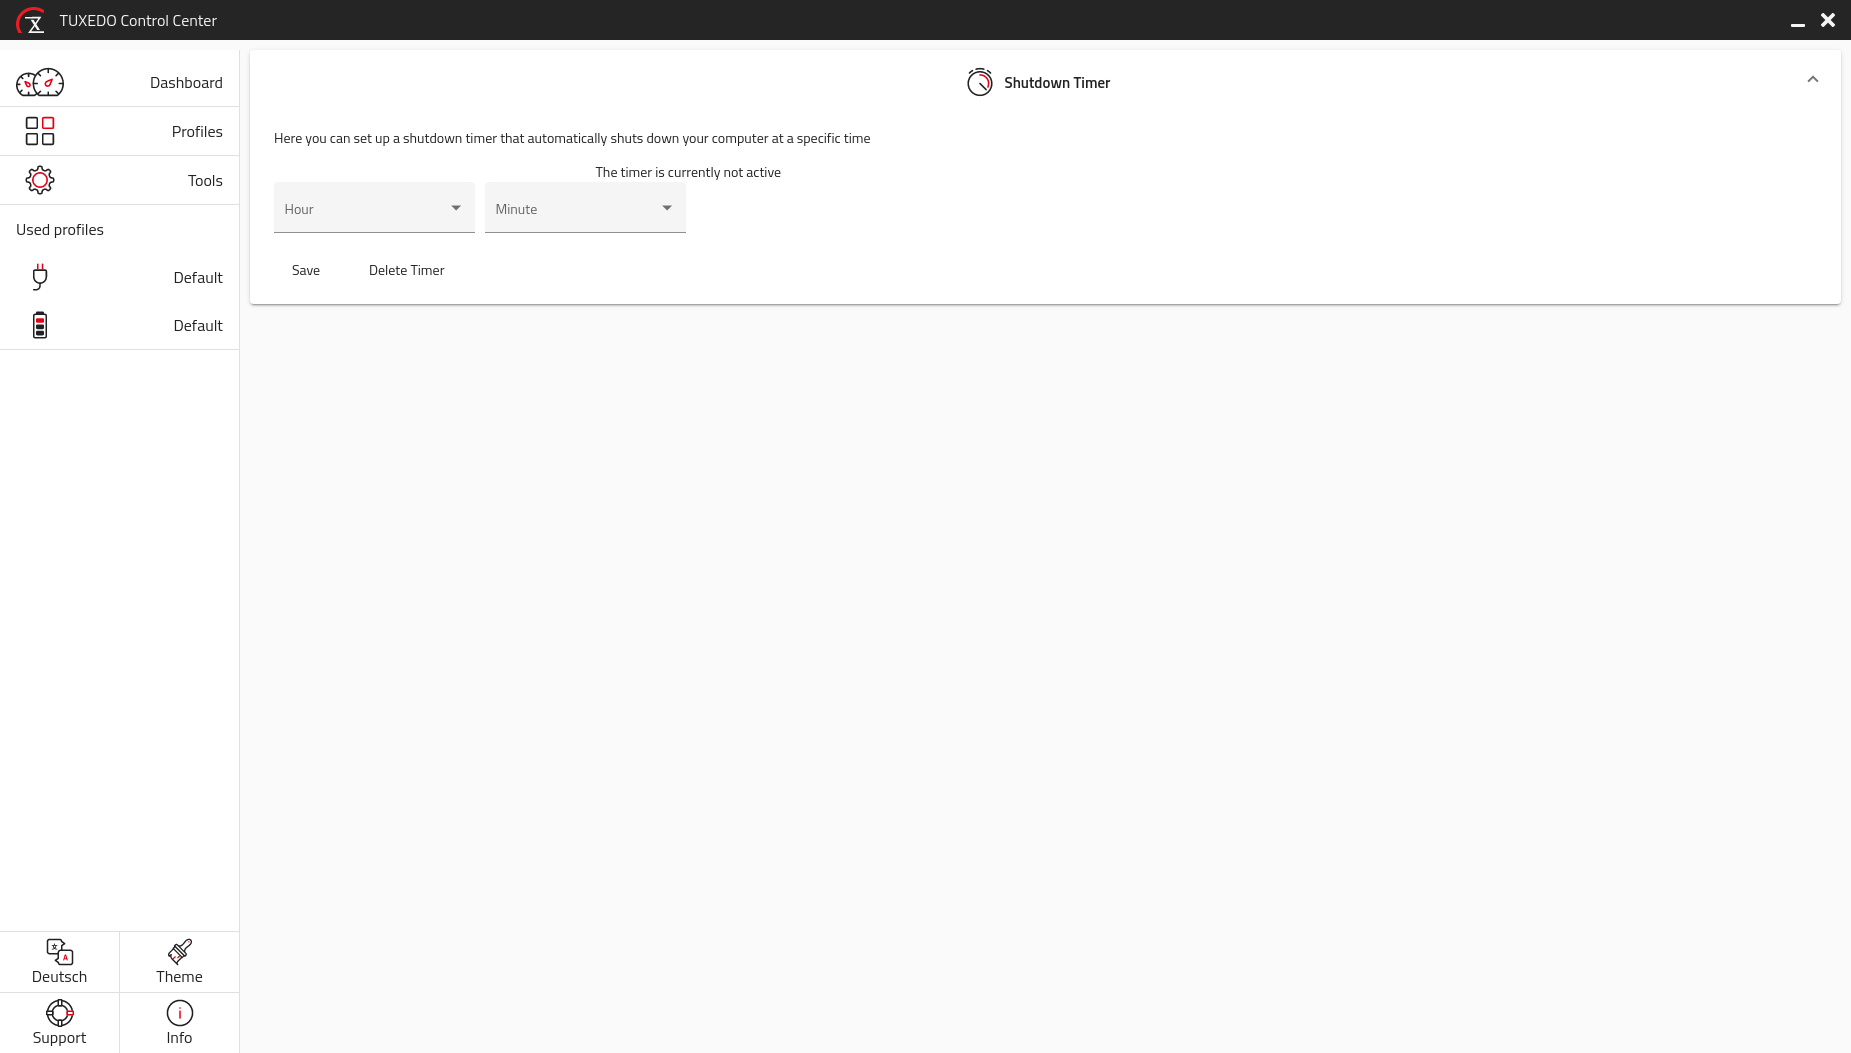 TUXEDO Control Center
Dashboard
Profiles
Tools
Used profiles
Default
Default
Deutsch
Theme
Support
Info
Shutdown Timer
Here you can set up a shutdown timer that automatically shuts down your computer at a specific time
The timer is currently not active
Hour
Minute
Save
Delete Timer